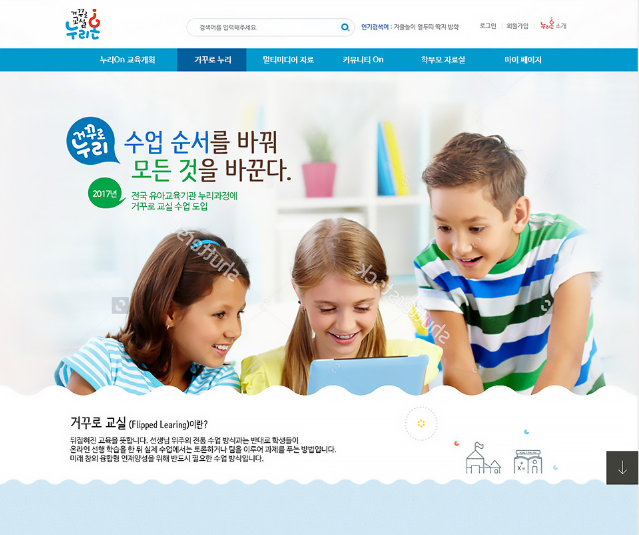 거꾸로
교실
누리온
검색어를 입력해주세요.
인기검색어 : 겨울놀이 열두띠 딱지 방학
로그인
회원가입
누리온 소개
누리On 교육계획
거꾸로 누리
멀티미디어 자료
커뮤니티 On
학부모 자료실
마이 페이지
거꾸로
누리
수업 순서를 바꿔
모든 것을 바꾼다.
2017년
전국 유아교육기관 누리과정에
거꾸로 교실 수업 도입
shutterstock
거꾸로 교실 (Flipped Learing)이란?
뒤집혀진 교육을 뜻합니다. 선생님 위주의 전통 수업 방식과는 반대로 학생들이
온라인 선행 학습을 한 뒤 실제 수업에서는 토론하거나 팀을 이루어 과제를 푸는 방법입니다.
미래 창의 융합형 인재양성을 위해 반드시 필요한 수업 방식입니다.